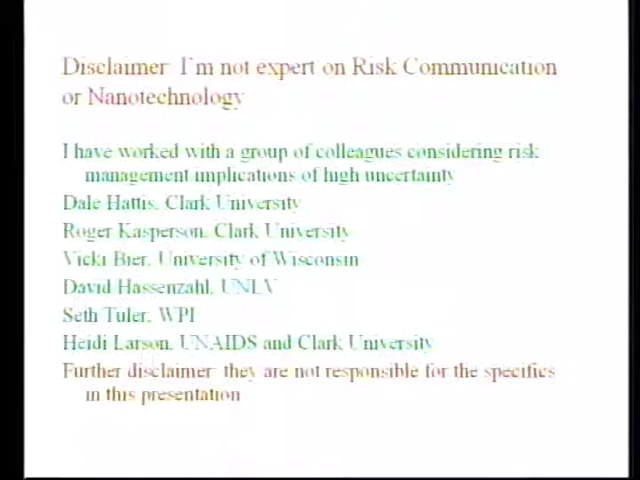 Disclaimer: I'm not expert on Risk Communication
or Nanotechnology
I have worked with a group of colleagues considering risk
management implications of high uncertainty
Dale Hattis, Clark University
Roger Kasperson, Clark University
Vicki Bier, University of Wisconsin
David Hassenzahl, UNLV
Seth Tuler, WPI
Heidi Larson, UNAIDS and Clark University
Further disclaimer: they are not responsible for the specifics
in this presentation